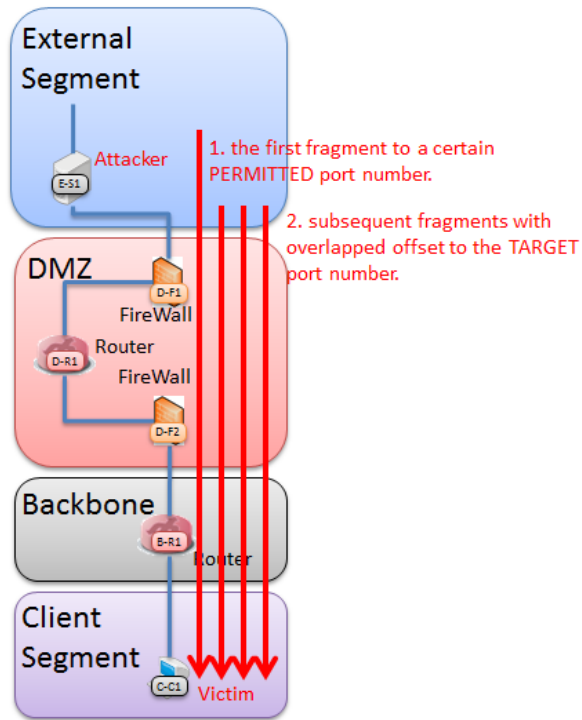 External
Segment
Attacker
E-S1
1. the first fragment to a certain
PERMITTED port number.
2. subsequent fragments with
overlapped offset to the TARGET
port number.
DMZ
D-F1
FireWall
Router
D-R1
FireWall
D-F2
Backbone
B-R1
Router
Client
Segment
C-C1
Victim